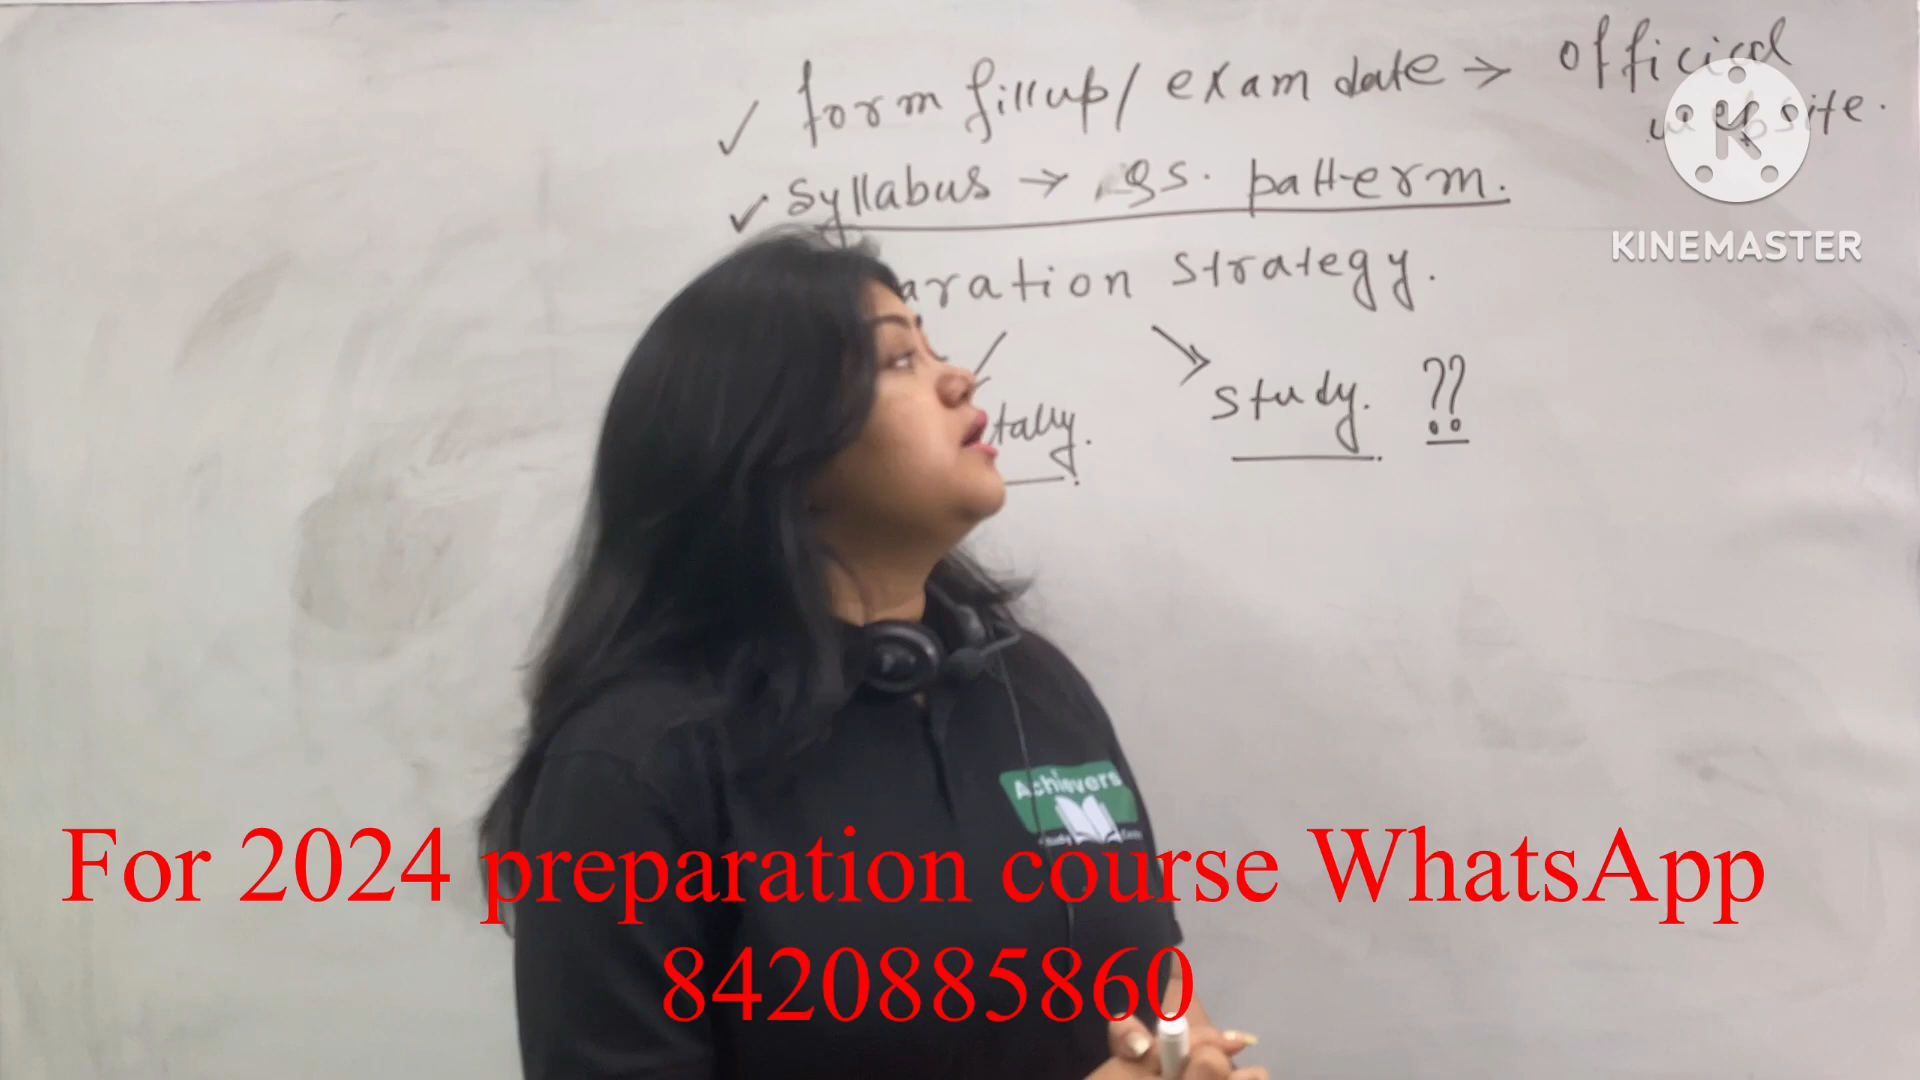 ✓ form fillup/ exam date → official website.
✓ Syllabus → qs. pattern.
aration strategy.
tally.
study. ??
KINEMASTER
Achievers
For 2024 preparation course WhatsApp
8420885860